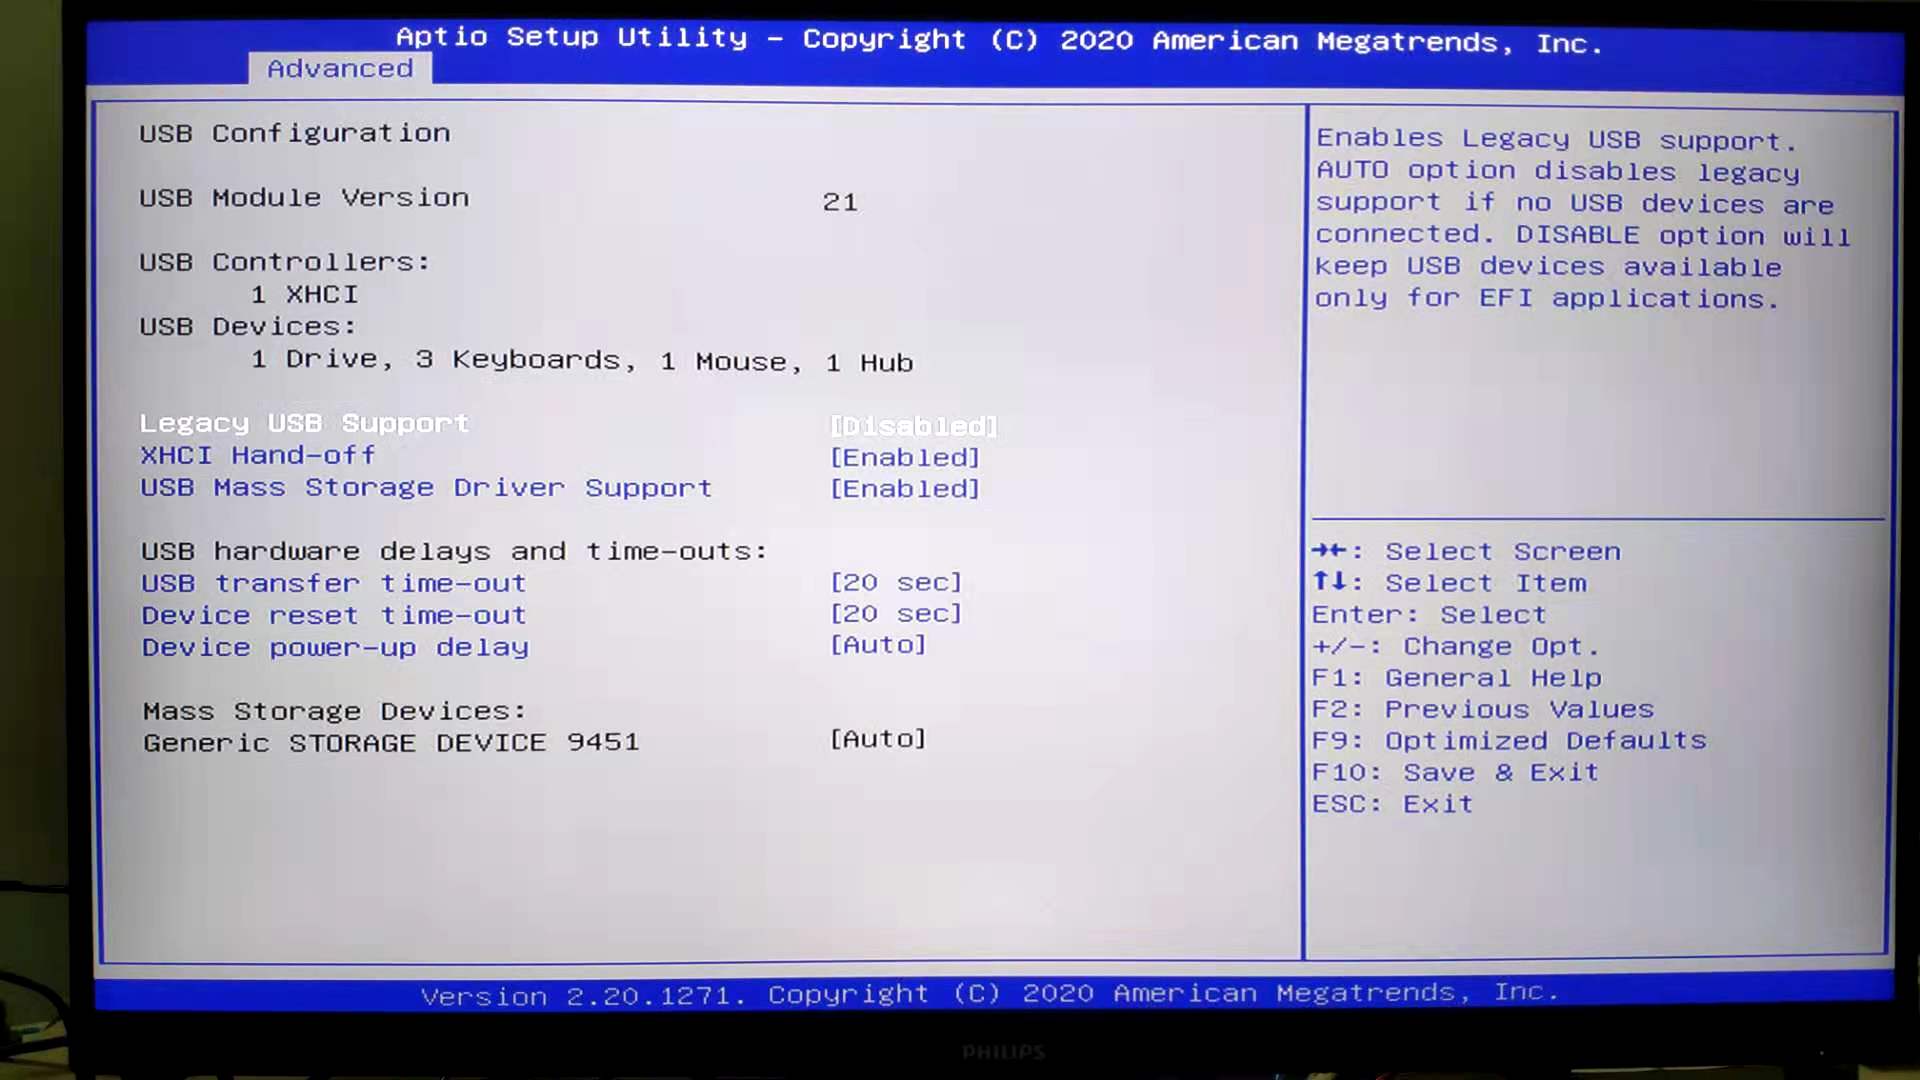 Aptio Setup Utility - Copyright (C) 2020 American Megatrends, Inc.
Advanced
USB Configuration
USB Module Version 21
USB Controllers:
1 XHCI
USB Devices:
1 Drive, 3 Keyboards, 1 Mouse, 1 Hub
Legacy USB Support [Disabled]
XHCI Hand-off [Enabled]
USB Mass Storage Driver Support [Enabled]
USB hardware delays and time-outs:
USB transfer time-out [20 sec]
Device reset time-out [20 sec]
Device power-up delay [Auto]
Mass Storage Devices:
Generic STORAGE DEVICE 9451 [Auto]
Enables Legacy USB support.
AUTO option disables legacy
support if no USB devices are
connected. DISABLE option will
keep USB devices available
only for EFI applications.
→←: Select Screen
↑↓: Select Item
Enter: Select
+/-: Change Opt.
F1: General Help
F2: Previous Values
F9: Optimized Defaults
F10: Save & Exit
ESC: Exit
Version 2.20.1271. Copyright (C) 2020 American Megatrends, Inc.
PHILIPS